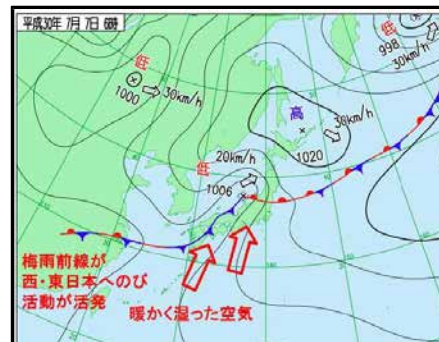 平成30年 7月 7日 6時
低
998
30km/h
低
30km/h
1000
高
30km/h
1020
20km/h
低
1006
梅雨前線が
西・東日本へのび
活動が活発
暖かく湿った空気